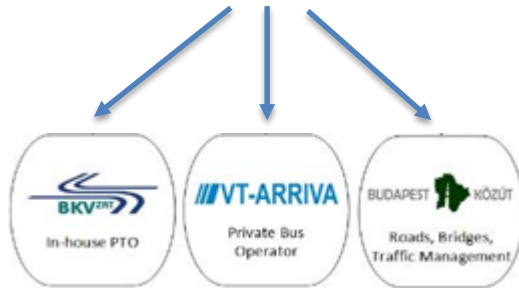 BKV ZRT
In-house PTO
VT-ARRIVA
Private Bus
Operator
BUDAPEST KÖZÚT
Roads, Bridges,
Traffic Management